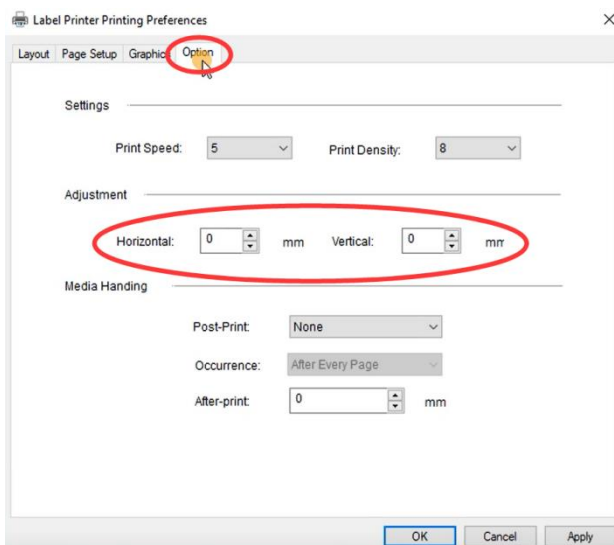 Label Printer Printing Preferences
Layout Page Setup Graphics Option
Settings
Print Speed: 5 Print Density: 8
Adjustment
Horizontal: 0 mm Vertical: 0 mm
Media Handing
Post-Print: None
Occurrence: After Every Page
After-print: 0 mm
OK Cancel Apply